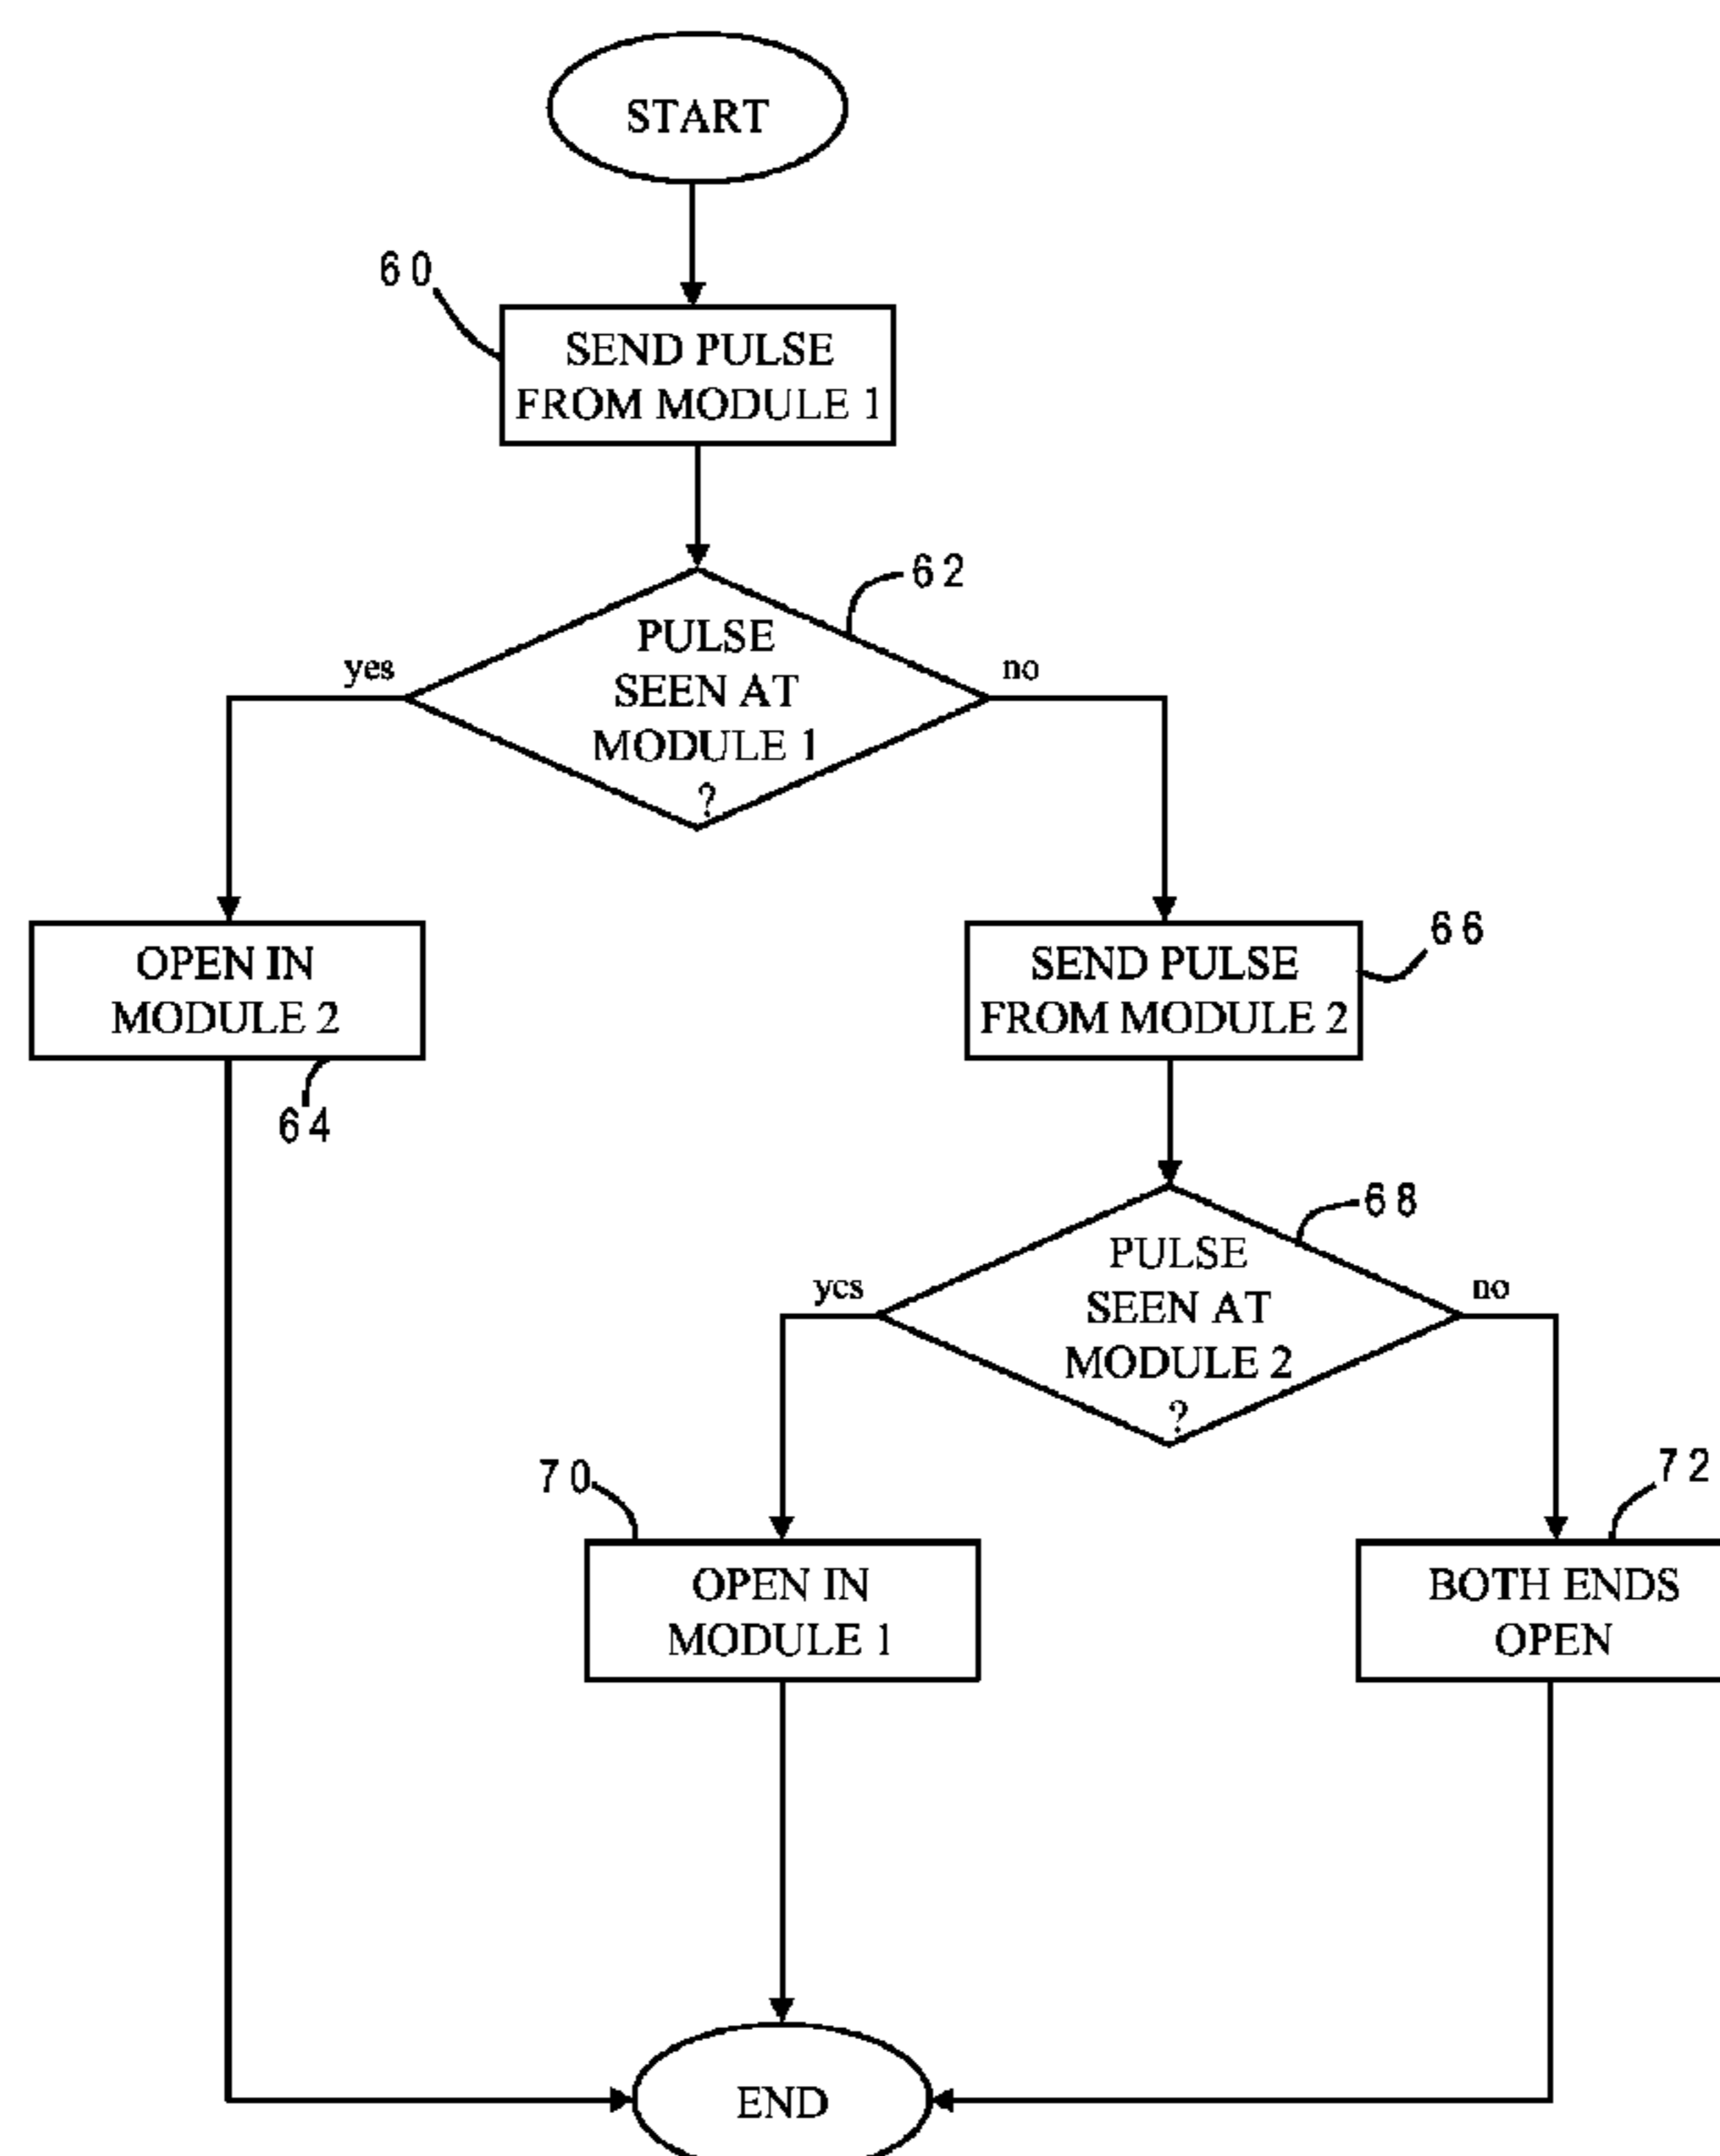 START
60
SEND PULSE
FROM MODULE 1
62
PULSE
SEEN AT
MODULE 1
?
yes
no
OPEN IN
MODULE 2
64
SEND PULSE
FROM MODULE 2
66
68
PULSE
SEEN AT
MODULE 2
?
yes
no
70
OPEN IN
MODULE 1
72
BOTH ENDS
OPEN
END